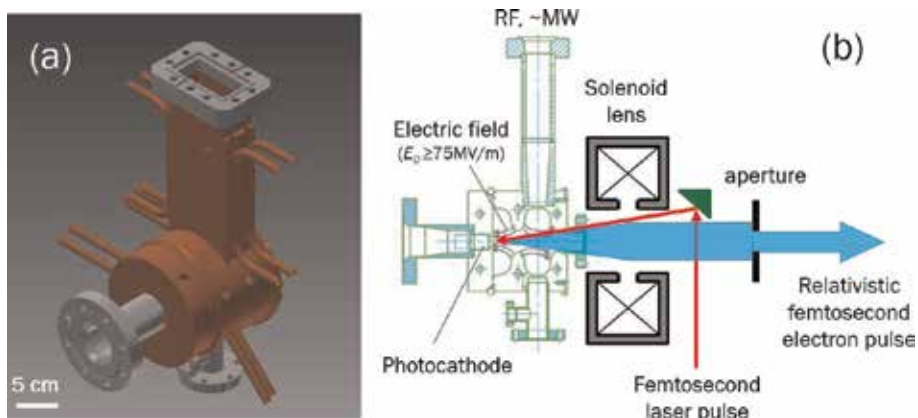 (a)
5 cm
RF, ~MW
(b)
Solenoid
lens
Electric field
(E₀≥75MV/m)
aperture
Photocathode
Relativistic
femtosecond
electron pulse
Femtosecond
laser pulse